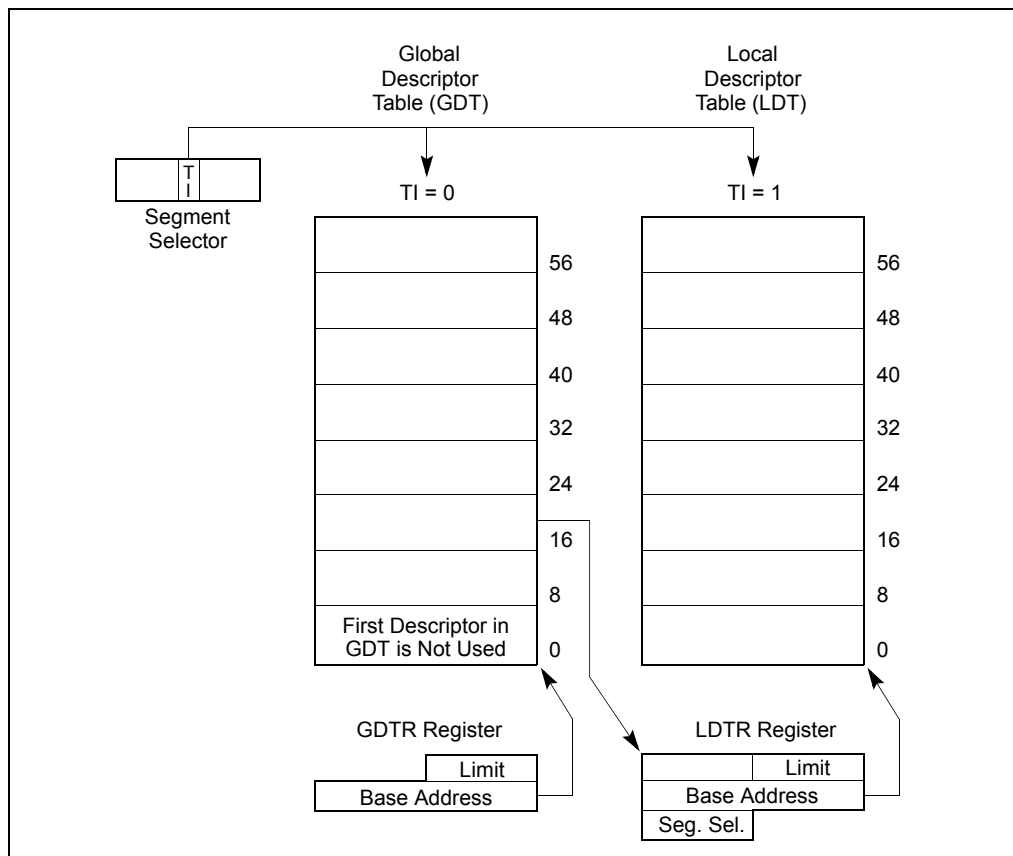 Global
Descriptor
Table (GDT)
Local
Descriptor
Table (LDT)
T
I
Segment
Selector
TI = 0
TI = 1
56
56
48
48
40
40
32
32
24
24
16
16
8
8
First Descriptor in
GDT is Not Used
0
0
GDTR Register
LDTR Register
Limit
Base Address
Limit
Base Address
Seg. Sel.